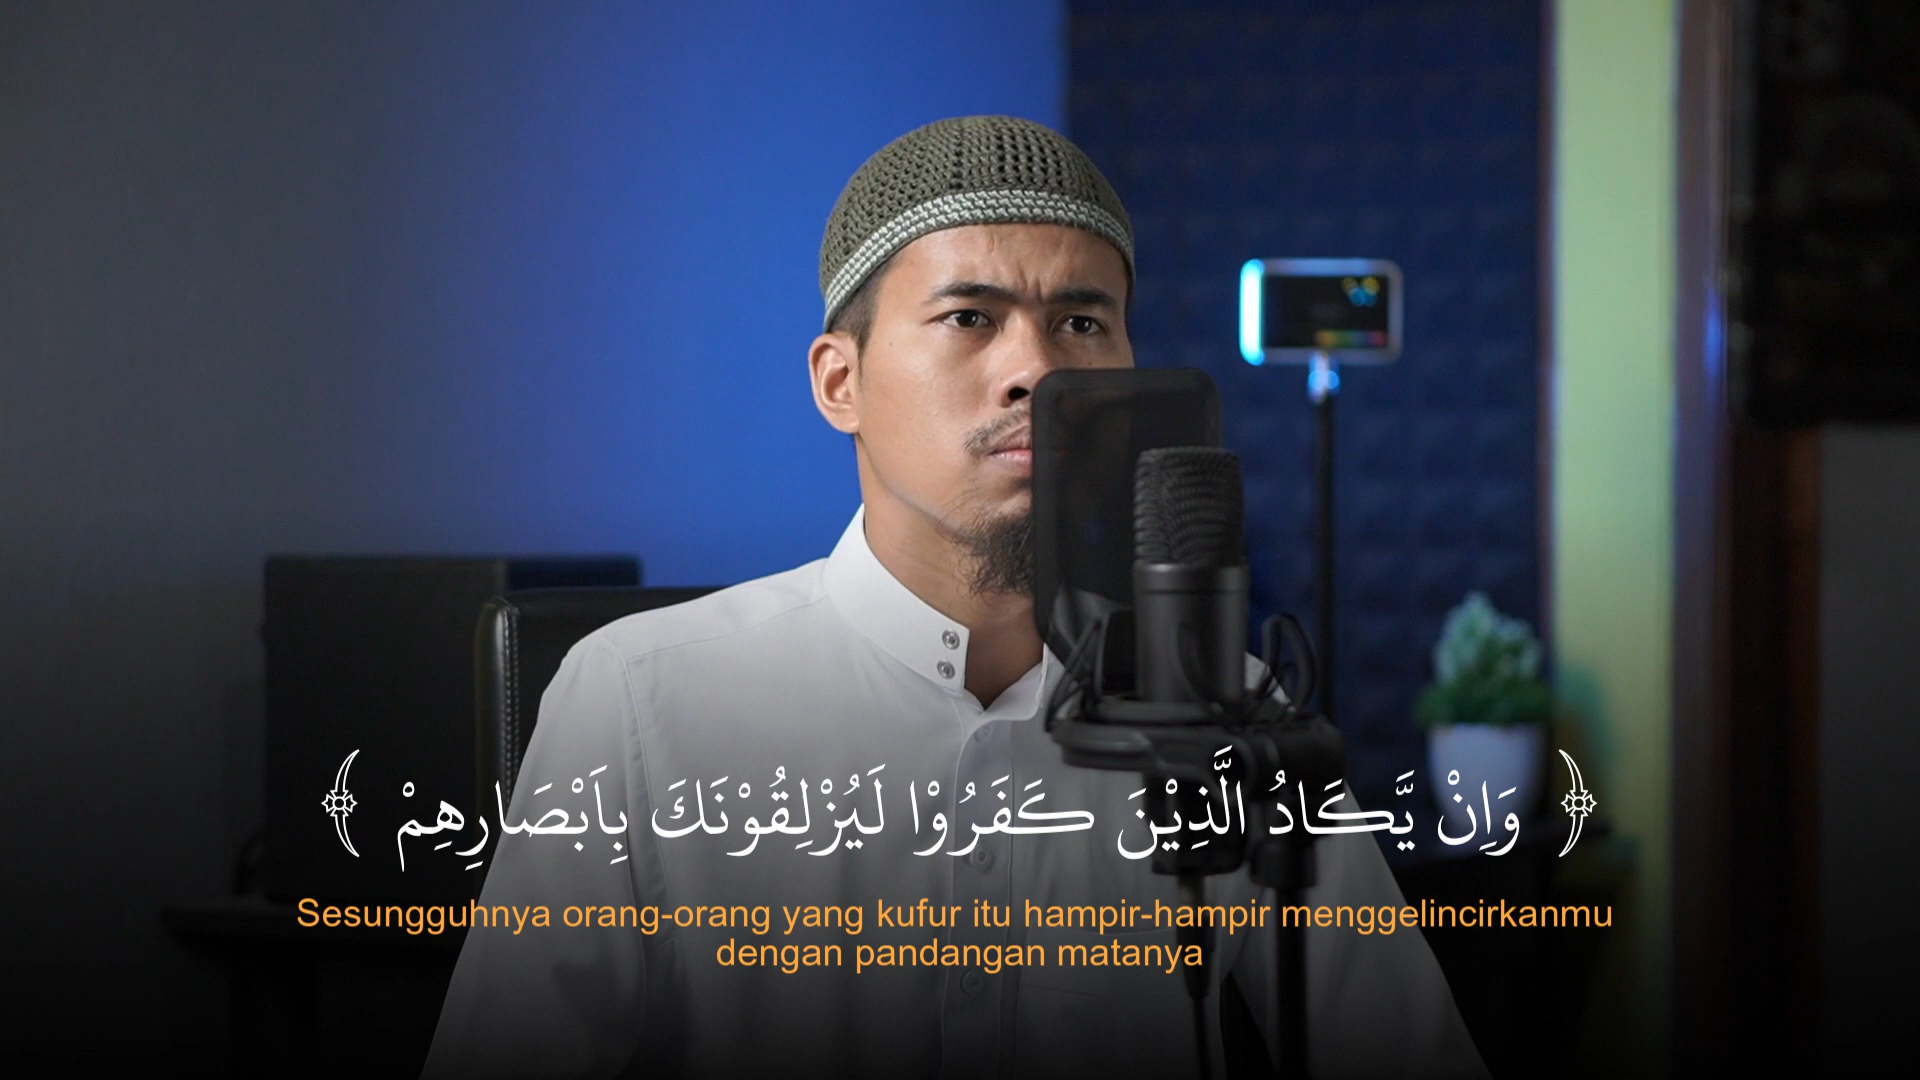 ﴿ وَاِنْ يَّكَادُ الَّذِيْنَ كَفَرُوْا لَيُزْلِقُوْنَكَ بِاَبْصَارِهِمْ ﴾
Sesungguhnya orang-orang yang kufur itu hampir-hampir menggelincirkanmu
dengan pandangan matanya